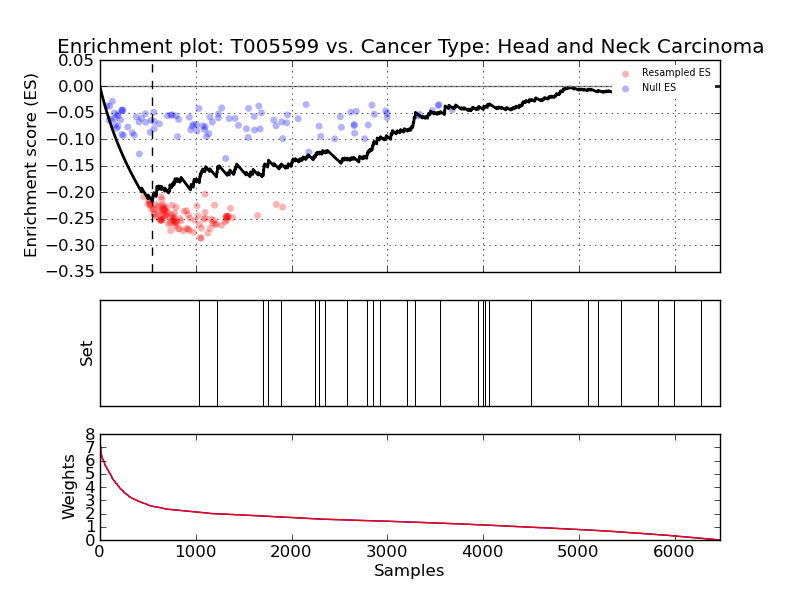 Enrichment plot: T005599 vs. Cancer Type: Head and Neck Carcinoma
0.05
0.00
−0.05
−0.10
−0.15
−0.20
−0.25
−0.30
−0.35
Enrichment score (ES)
Resampled ES
Null ES
Set
8
7
6
5
4
3
2
1
0
Weights
0 1000 2000 3000 4000 5000 6000
Samples